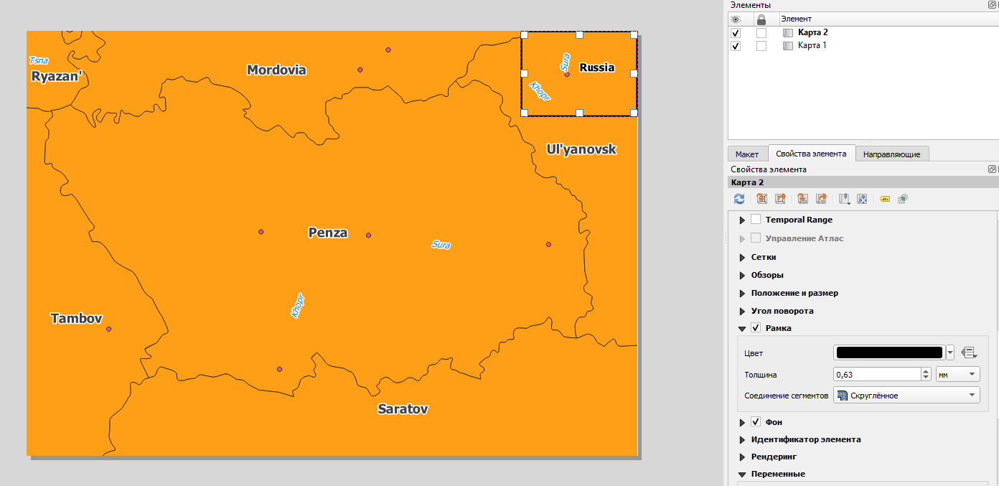 Tsna
Ryazan'
Mordovia
Sura
Russia
Khopr
Ul'yanovsk
Penza
Sura
Khopr
Tambov
Saratov
Элементы
Элемент
Карта 2
Карта 1
Макет
Свойства элемента
Направляющие
Свойства элемента
Карта 2
abc
Temporal Range
Управление Атлас
Сетки
Обзоры
Положение и размер
Угол поворота
Рамка
Цвет
Толщина
0,63
мм
Соединение сегментов
Скруглённое
Фон
Идентификатор элемента
Рендеринг
Переменные